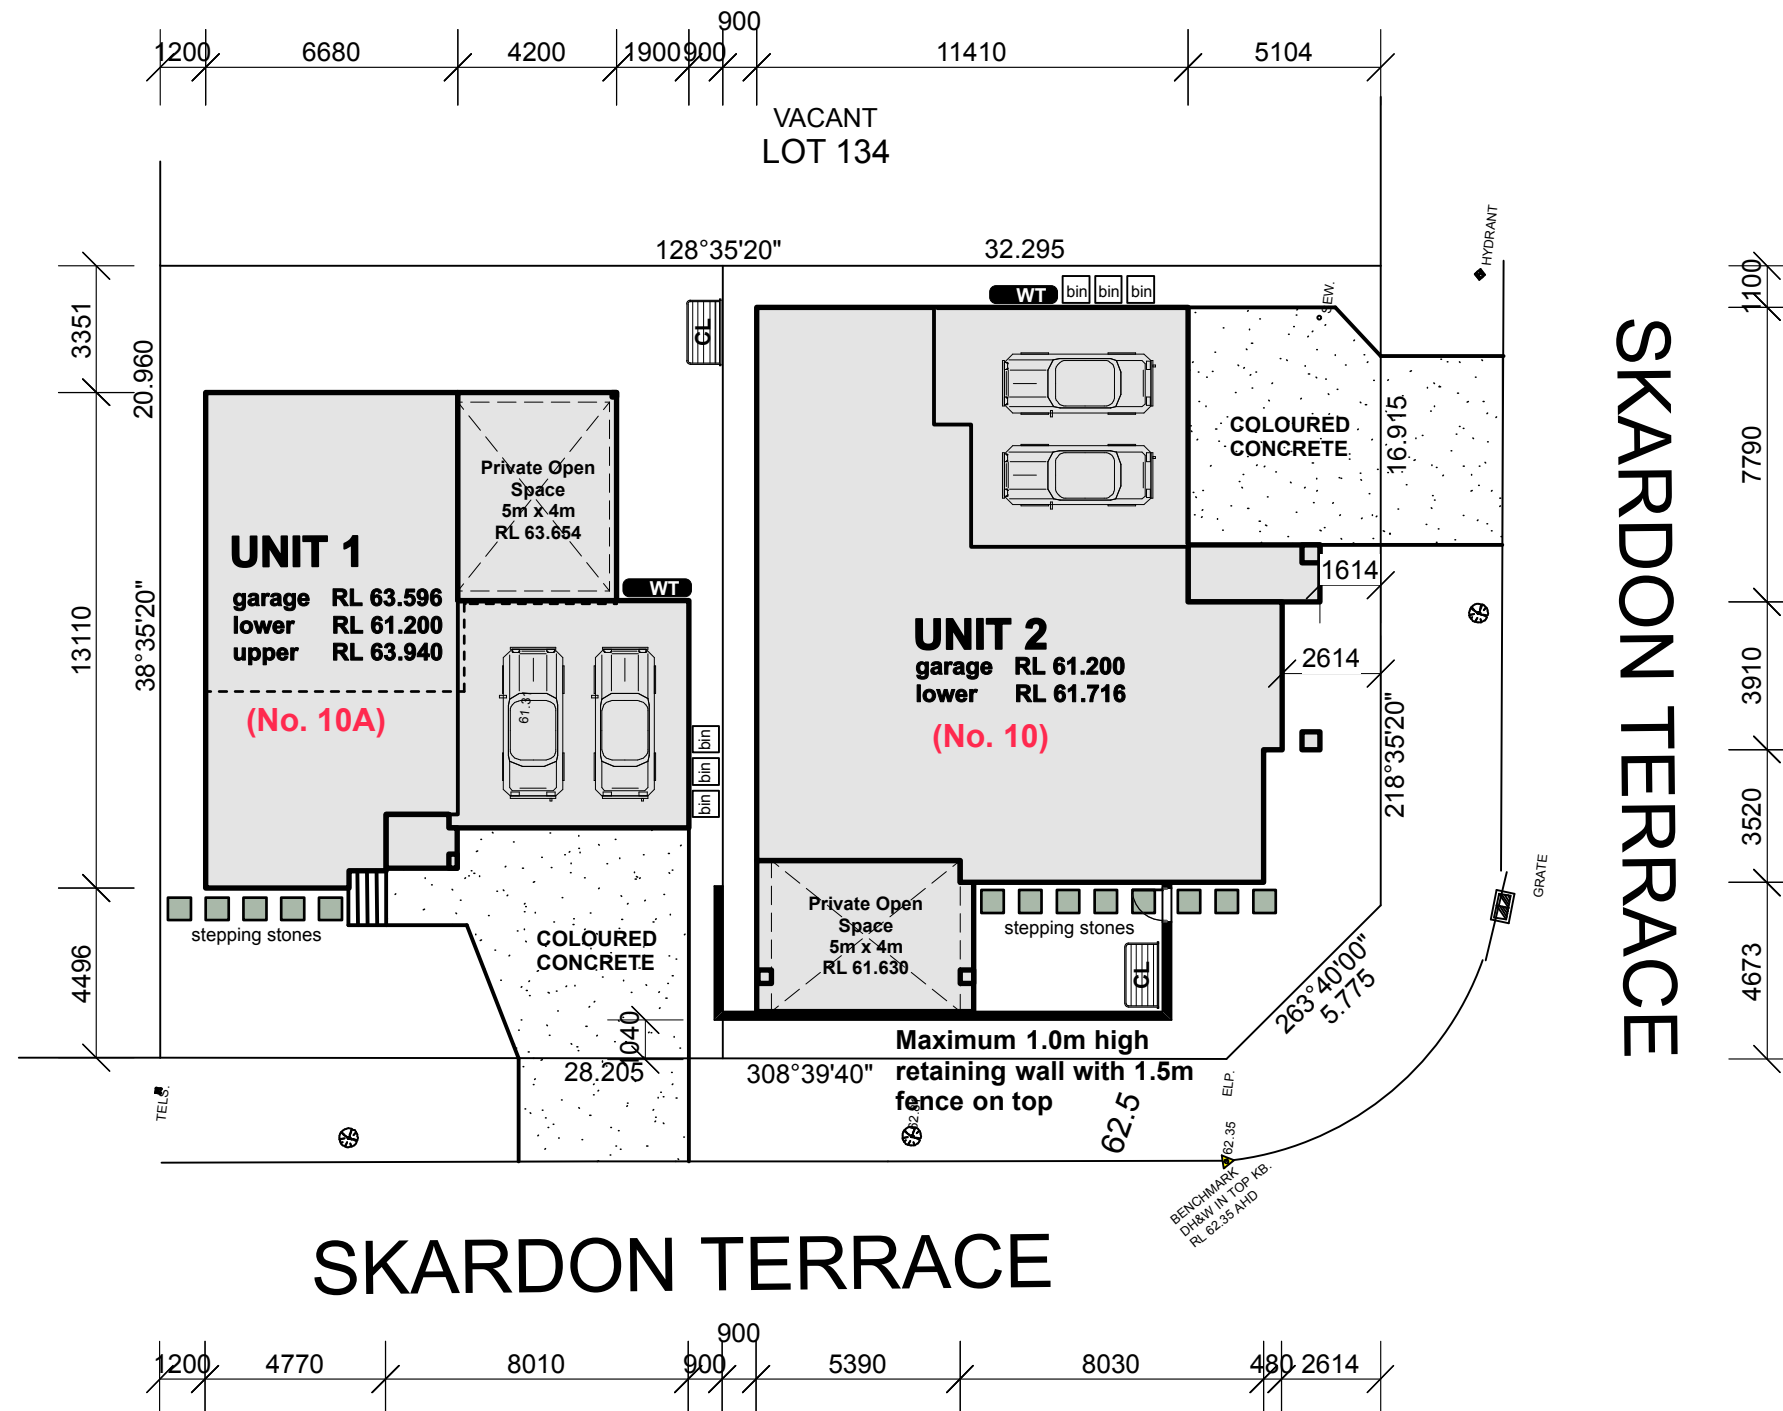 900
1200 6680 4200 1900 900 11410 5104
VACANT
LOT 134
128°35'20" 32.295
HYDRANT
SEW.
1100
7790
3910
3520
4673
3351
13110
4496
20.960
38°35'20"
WT bin bin bin
CL
COLOURED
CONCRETE
16.915
Private Open
Space
5m x 4m
RL 63.654
UNIT 1
garage RL 63.596
lower RL 61.200
upper RL 63.940
(No. 10A)
WT
61.31
bin
bin
bin
UNIT 2
garage RL 61.200
lower RL 61.716
(No. 10)
1614
2614
218°35'20"
SKARDON TERRACE
GRATE
stepping stones
COLOURED
CONCRETE
Private Open
Space
5m x 4m
RL 61.630
stepping stones
CL
263°40'00"
5.775
1040
28.205 308°39'40"
Maximum 1.0m high
retaining wall with 1.5m
fence on top
TELS.
62.5
ELP.
62.35
BENCHMARK
DH&W IN TOP KB.
RL 62.35 AHD
SKARDON TERRACE
900
1200 4770 8010 900 5390 8030 480 2614